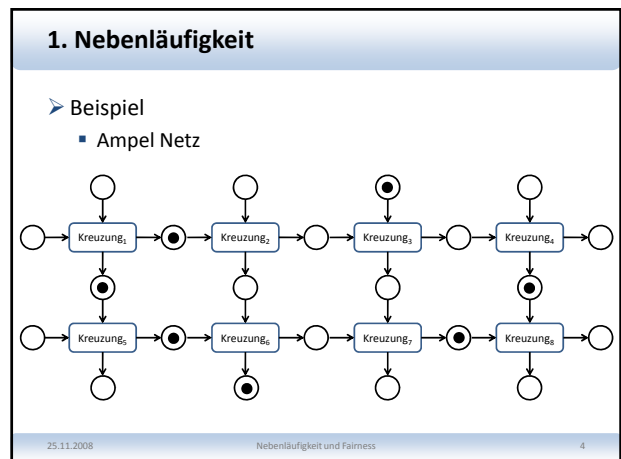 1. Nebenläufigkeit
Beispiel
Ampel Netz
Kreuzung₁ Kreuzung₂ Kreuzung₃ Kreuzung₄
Kreuzung₅ Kreuzung₆ Kreuzung₇ Kreuzung₈
25.11.2008 Nebenläufigkeit und Fairness 4